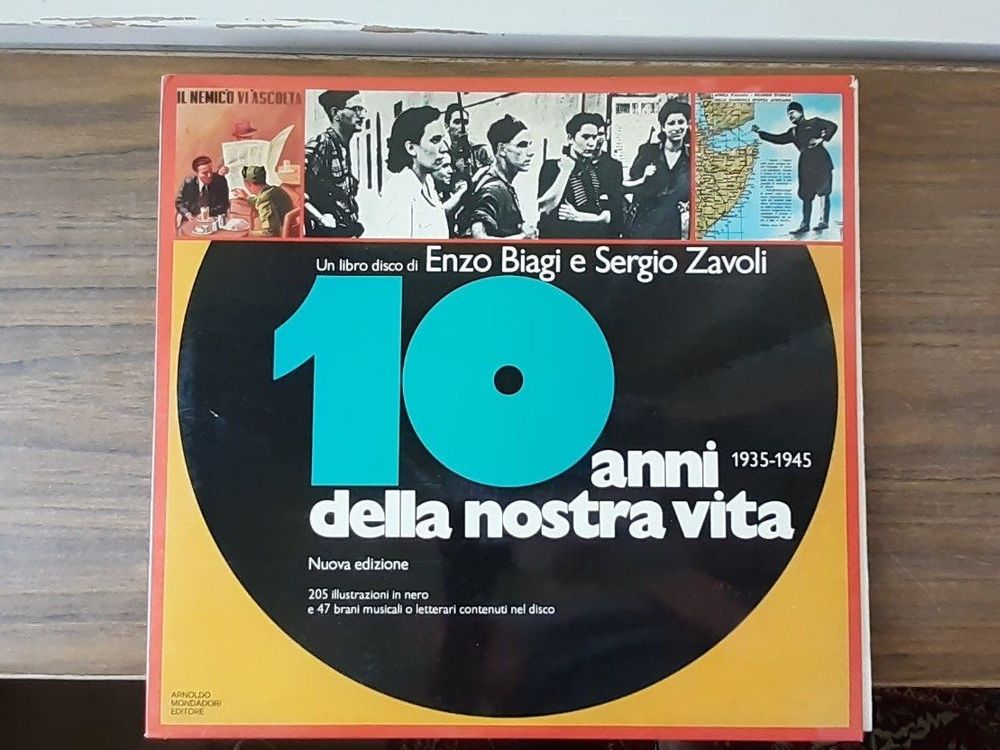 IL NEMICO VI ASCOLTA
Un libro disco di Enzo Biagi e Sergio Zavoli
10
anni 1935-1945
della nostra vita
Nuova edizione
205 illustrazioni in nero
e 47 brani musicali o letterari contenuti nel disco
ARNOLDO
MONDADORI
EDITORE